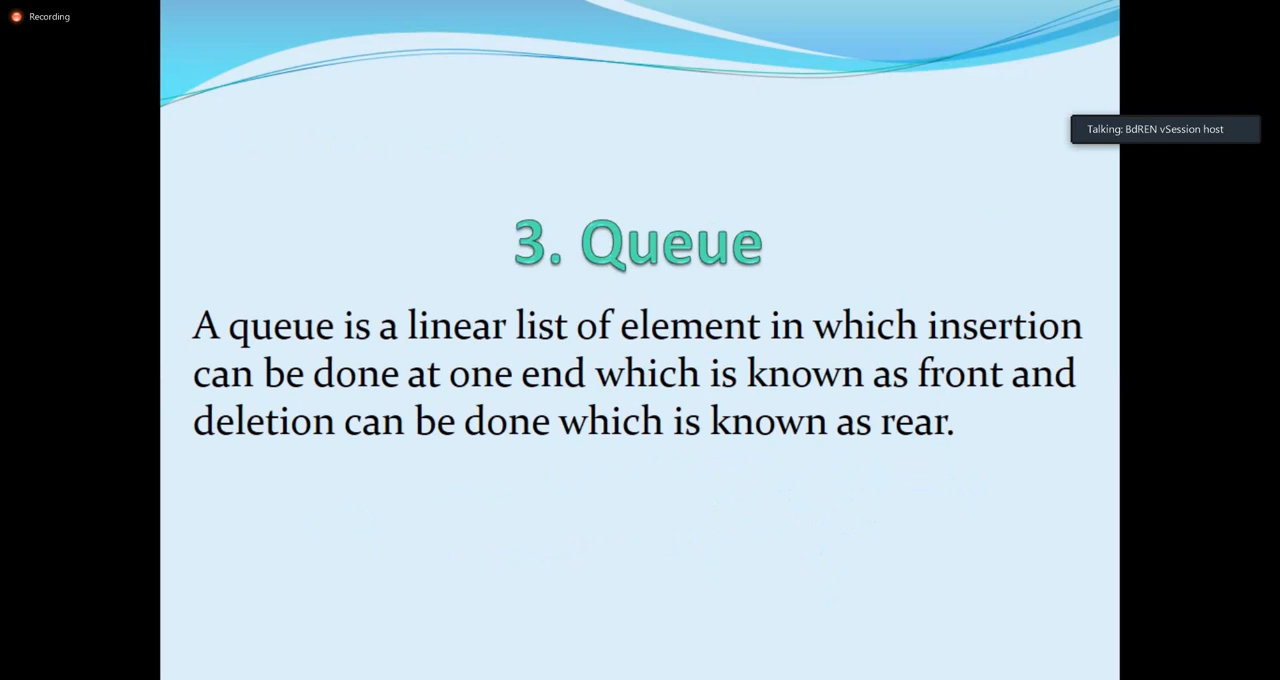 Recording
Talking: BdREN vSession host
3. Queue
A queue is a linear list of element in which insertion
can be done at one end which is known as front and
deletion can be done which is known as rear.